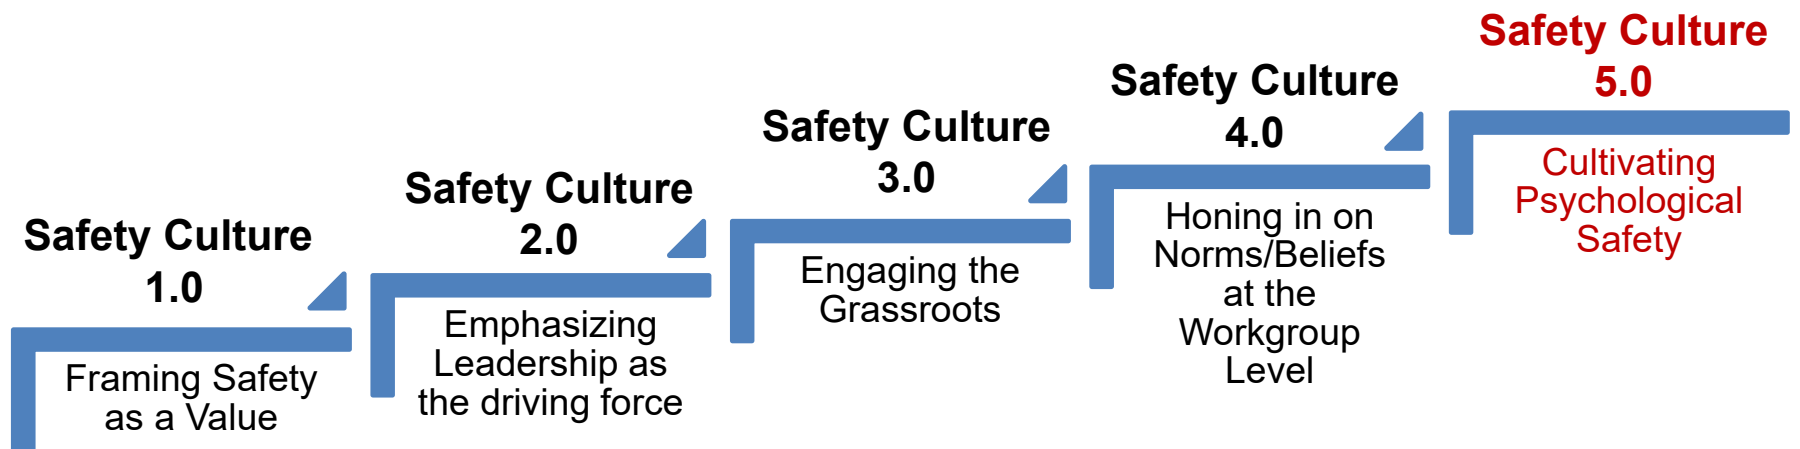 Safety Culture
1.0
Framing Safety
as a Value
Safety Culture
2.0
Emphasizing
Leadership as
the driving force
Safety Culture
3.0
Engaging the
Grassroots
Safety Culture
4.0
Honing in on
Norms/Beliefs
at the
Workgroup
Level
Safety Culture
5.0
Cultivating
Psychological
Safety